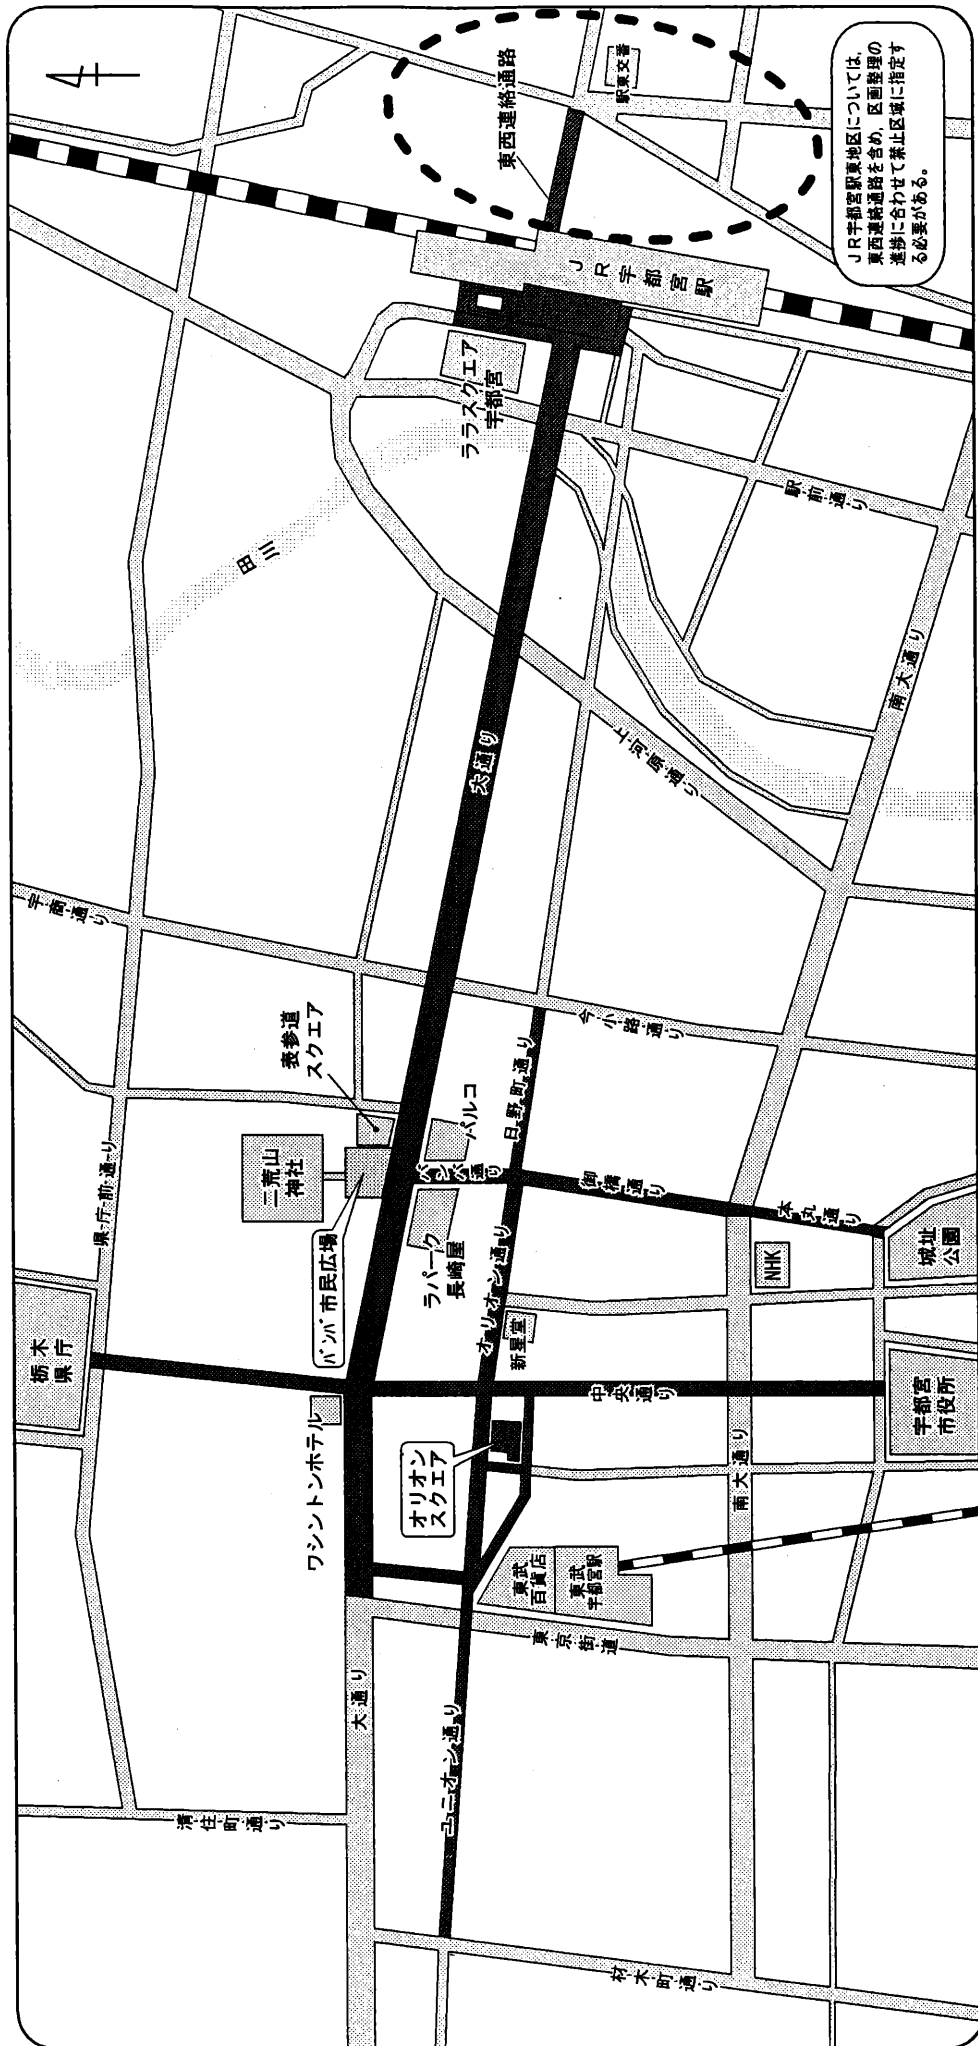 栃木
県庁
県庁前通り
清住町通り
宇商通り
田川
二荒山
神社
表参道
スクエア
バンバ市民広場
ワシントンホテル
大通り
大通り
パルコ
ラパーク
長崎屋
バンバ通り
日野町通り
オリオン通り
新星堂
オリオン
スクエア
ユニオン通り
東武
百貨店
東武
宇都宮駅
東京街道
材木町通り
中央通り
御橋通り
本丸通り
今小路通り
上河原通り
南大通り
南大通り
NHK
城址
公園
宇都宮
市役所
ララスクエア
宇都宮
駅前通り
JR宇都宮駅
東西連絡通路
駅東交番
JR宇都宮駅東地区については、
東西連絡通路を含め、区画整理の
進捗に合わせて禁止区域に指定す
る必要がある。